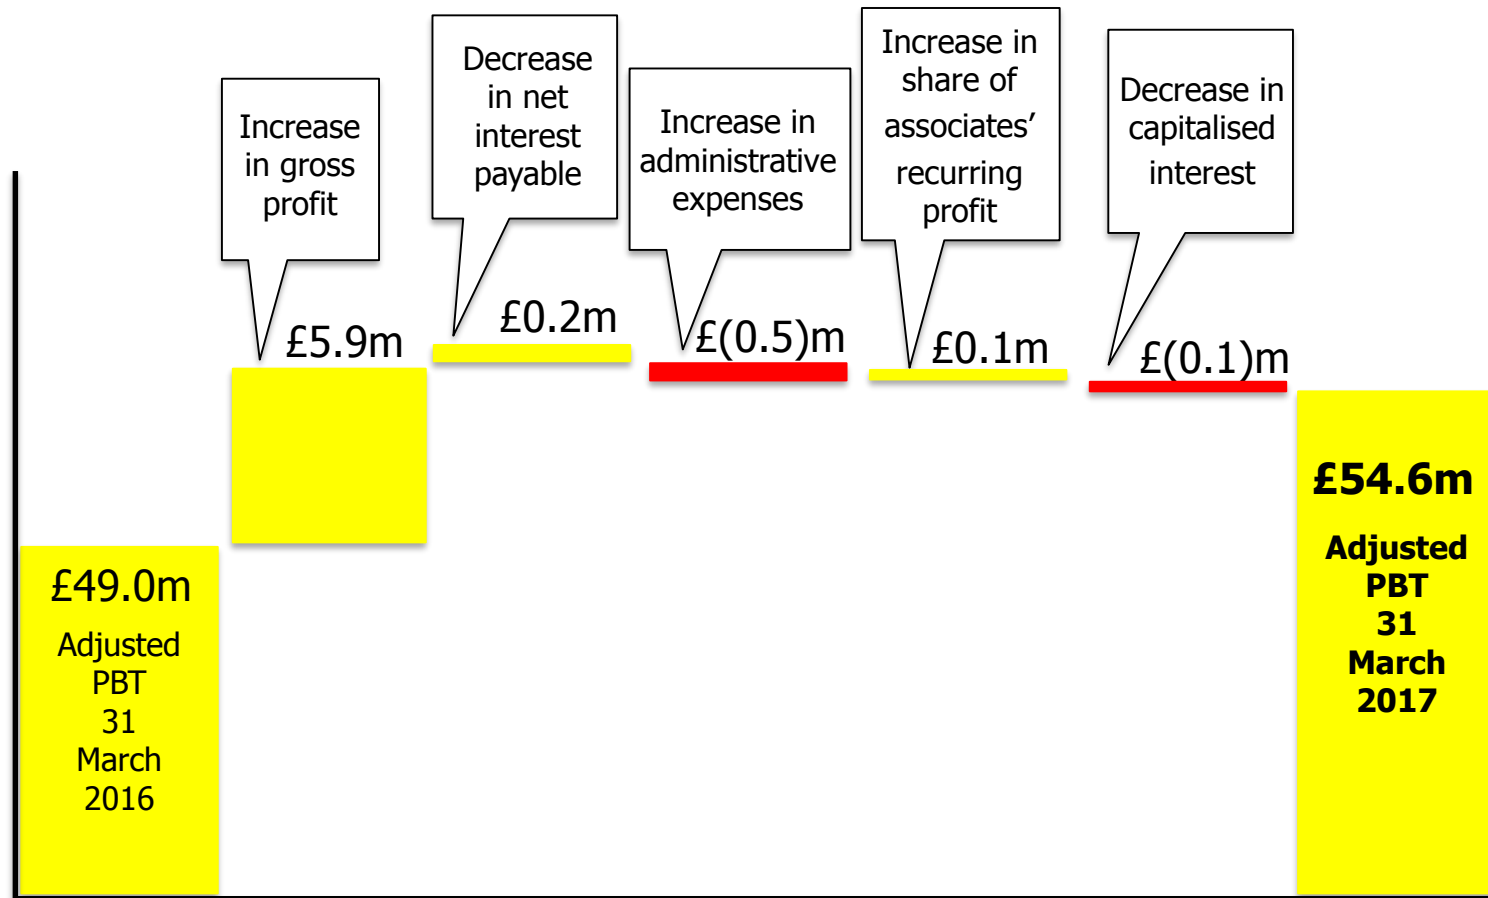 Increase
in gross
profit
Decrease
in net
interest
payable
Increase in
administrative
expenses
Increase in
share of
associates’
recurring
profit
Decrease in
capitalised
interest
£5.9m
£0.2m
£(0.5)m
£0.1m
£(0.1)m
£49.0m
Adjusted
PBT
31
March
2016
£54.6m
Adjusted
PBT
31
March
2017